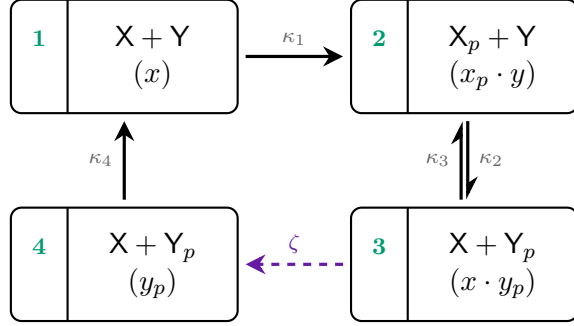 1 X + Y
(x)
κ₁
2 Xₚ + Y
(xₚ · y)
κ₄
κ₃
κ₂
4 X + Yₚ
(yₚ)
ζ
3 X + Yₚ
(x · yₚ)